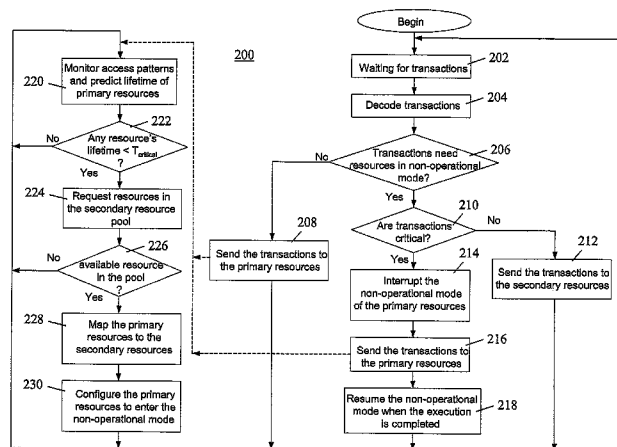 200
Begin
Waiting for transactions
202
Decode transactions
204
Transactions need
resources in non-operational
mode?
206
No
Yes
Send the transactions to
the primary resources
208
Are transactions
critical?
210
No
Yes
Send the transactions to
the secondary resources
212
Interrupt the
non-operational mode
of the primary resources
214
Send the transactions to
the primary resources
216
Resume the non-operational
mode when the execution
is completed
218
Monitor access patterns
and predict lifetime of
primary resources
220
Any resource's
lifetime < Tcritical
?
222
No
Yes
Request resources in
the secondary resource
pool
224
available resource
in the pool
?
226
No
Yes
Map the primary
resources to the
secondary resources
228
Configure the primary
resources to enter the
non-operational mode
230